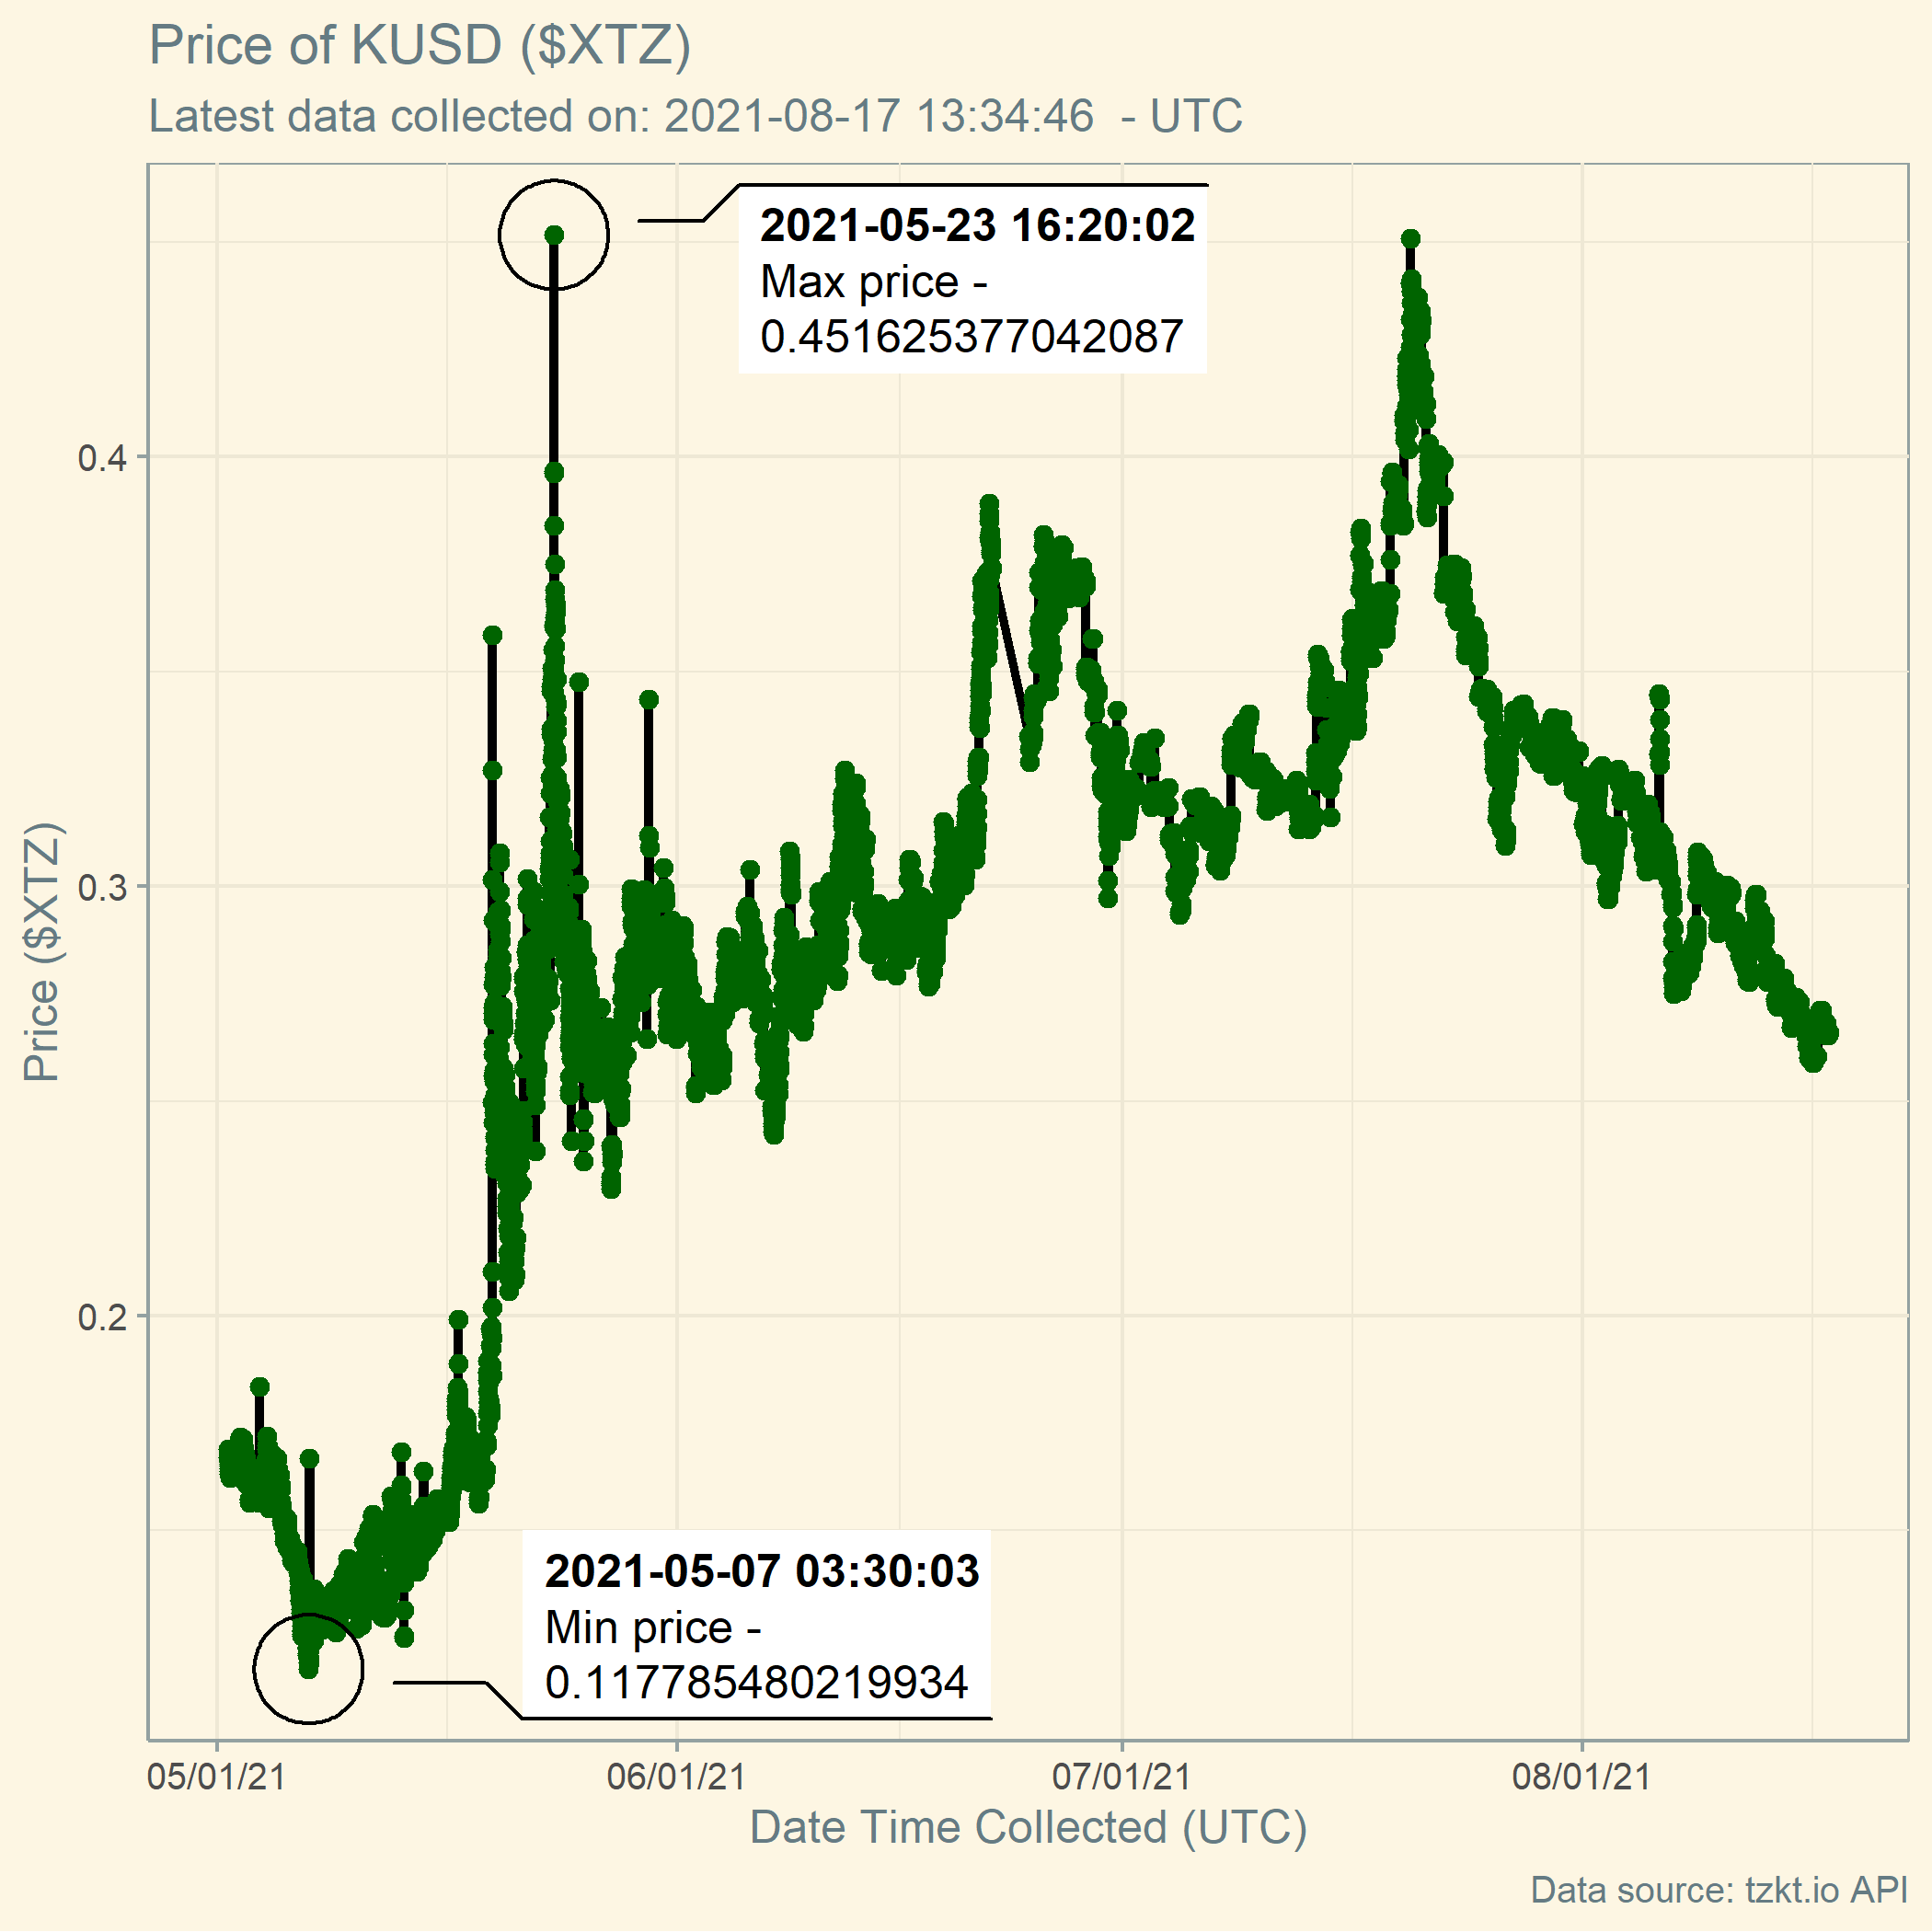 Price of KUSD ($XTZ)
Latest data collected on: 2021-08-17 13:34:46  - UTC
2021-05-23 16:20:02
Max price -
0.451625377042087
0.4
0.3
0.2
Price ($XTZ)
2021-05-07 03:30:03
Min price -
0.117785480219934
05/01/21 06/01/21 07/01/21 08/01/21
Date Time Collected (UTC)
Data source: tzkt.io API